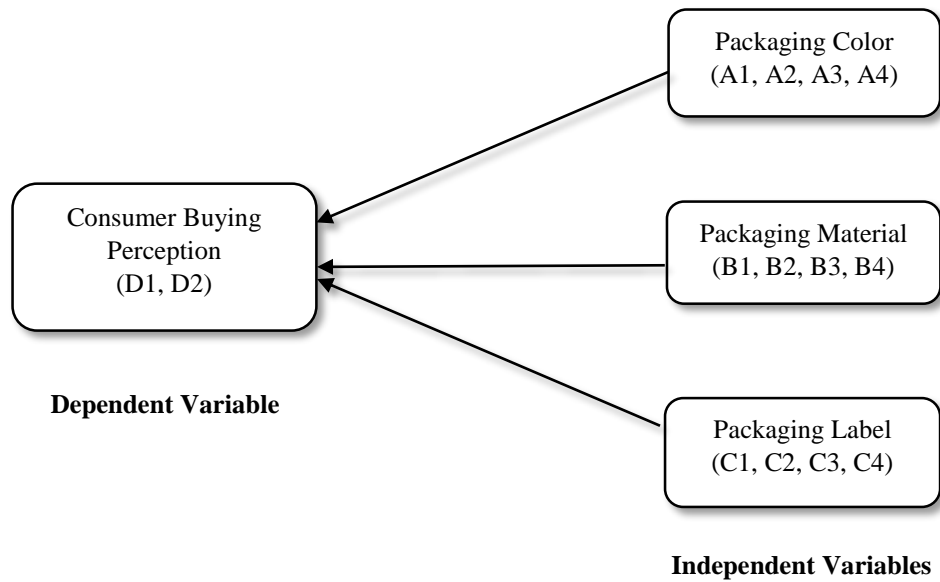 Packaging Color
(A1, A2, A3, A4)
Consumer Buying
Perception
(D1, D2)
Packaging Material
(B1, B2, B3, B4)
Dependent Variable
Packaging Label
(C1, C2, C3, C4)
Independent Variables